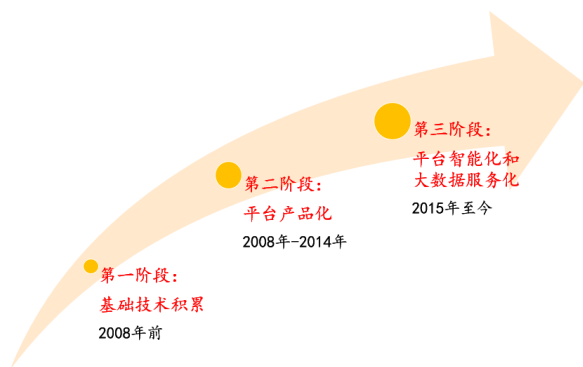 第一阶段：
基础技术积累
2008年前
第二阶段：
平台产品化
2008年-2014年
第三阶段：
平台智能化和
大数据服务化
2015年至今